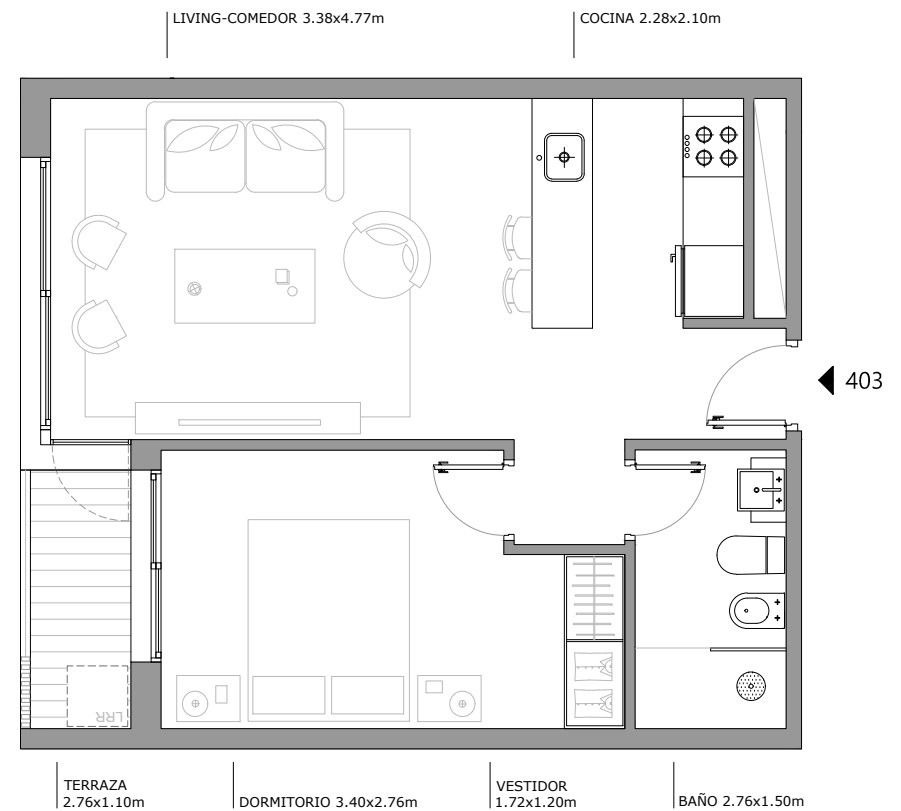 LIVING-COMEDOR 3.38x4.77m
COCINA 2.28x2.10m
403
LRR
TERRAZA
2.76x1.10m
DORMITORIO 3.40x2.76m
VESTIDOR
1.72x1.20m
BAÑO 2.76x1.50m